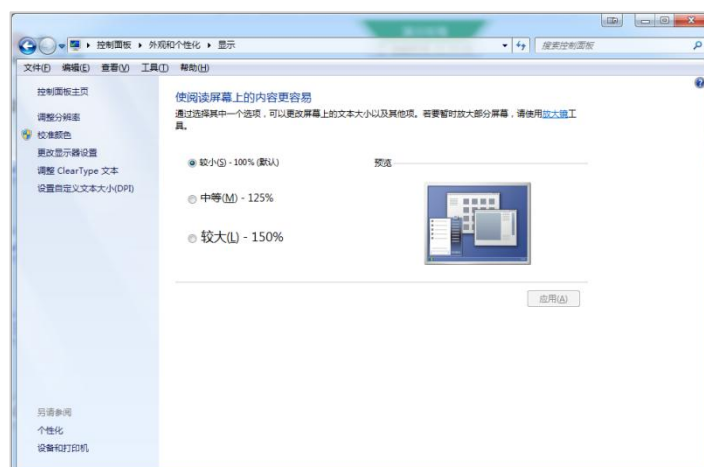 控制面板 ▸ 外观和个性化 ▸ 显示
搜索控制面板
文件(F) 编辑(E) 查看(V) 工具(T) 帮助(H)
控制面板主页
调整分辨率
校准颜色
更改显示器设置
调整 ClearType 文本
设置自定义文本大小(DPI)
使阅读屏幕上的内容更容易
通过选择其中一个选项，可以更改屏幕上的文本大小以及其他项。若要暂时放大部分屏幕，请使用放大镜工
具。
较小(S) - 100% (默认)
预览
中等(M) - 125%
较大(L) - 150%
应用(A)
另请参阅
个性化
设备和打印机